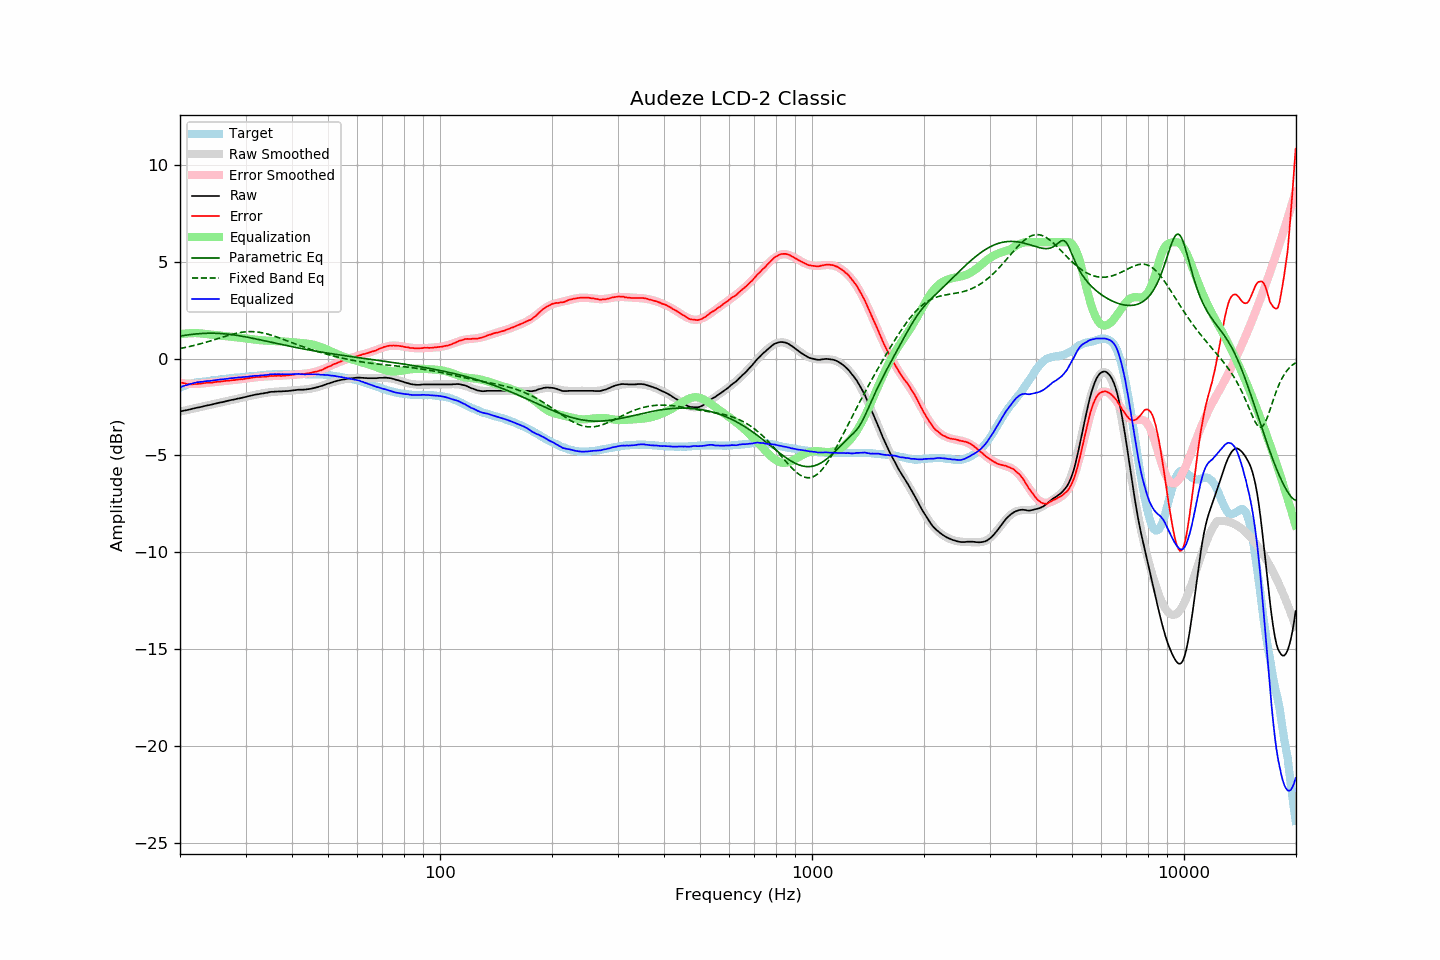 Audeze LCD-2 Classic
Target
Raw Smoothed
Error Smoothed
Raw
Error
Equalization
Parametric Eq
Fixed Band Eq
Equalized
10
5
0
−5
−10
−15
−20
−25
Amplitude (dBr)
100
1000
10000
Frequency (Hz)